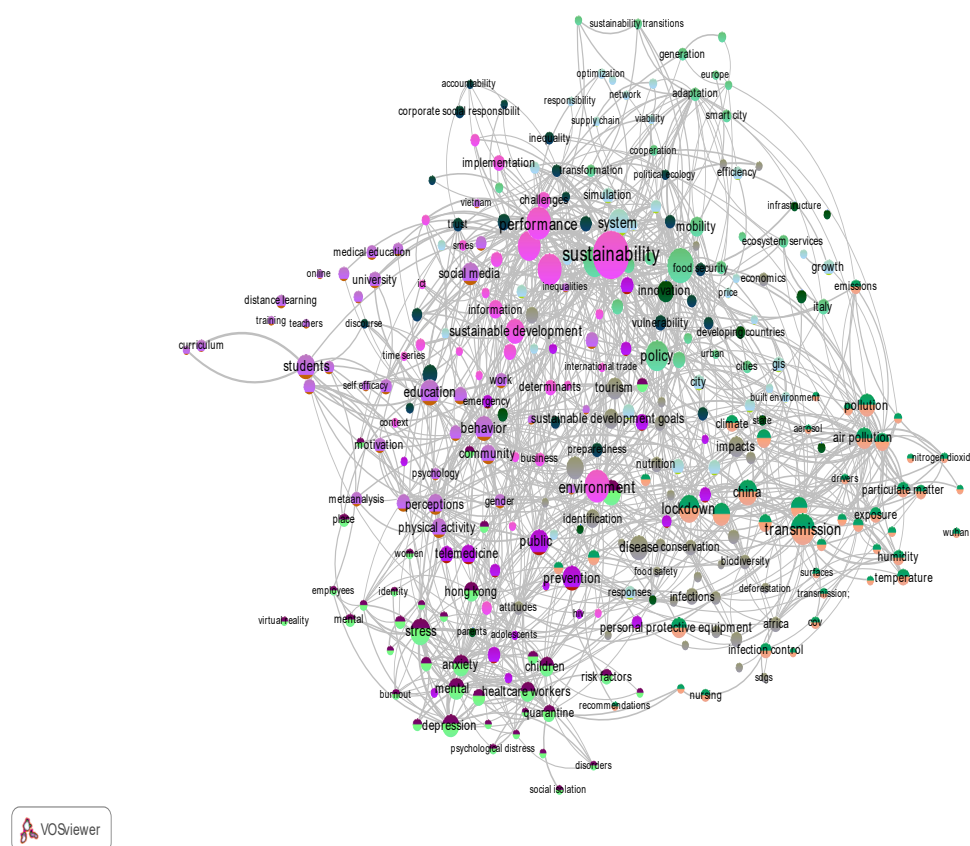 sustainability transitions
generation
optimization
europe
accountability
network
adaptation
responsibility
corporate social responsibilit
smart city
supply chain
viability
inequality
cooperation
implementation
transformation
efficiency
political ecology
simulation
challenges
vietnam
infrastructure
trust
performance
system
mobility
ecosystem services
smes
medical education
sustainability
food security
growth
online
social media
university
economics
ict
inequalities
innovation
price
emissions
distance learning
information
italy
training
teachers
discourse
vulnerability
sustainable development
developing countries
curriculum
time series
urban
policy
students
international trade
cities
gis
work
city
self efficacy
determinants
tourism
education
emergency
built environment
pollution
context
sustainable development goals
climate
state
behavior
aerosol
air pollution
motivation
impacts
community
business
preparedness
nitrogen dioxid
nutrition
psychology
drivers
environment
china
particulate matter
metaanalysis
perceptions
gender
lockdown
exposure
place
identification
physical activity
transmission
wuhan
public
disease
conservation
women
telemedicine
humidity
biodiversity
food safety
surfaces
prevention
temperature
employees
identity
hong kong
responses
infections
deforestation
transmission;
attitudes
hiv
virtual reality
mental
africa
cov
stress
parents
adolescents
personal protective equipment
infection control
anxiety
children
risk factors
sdgs
burnout
mental
healtcare workers
nursing
recommendations
quarantine
depression
psychological distress
disorders
social isolation
VOSviewer